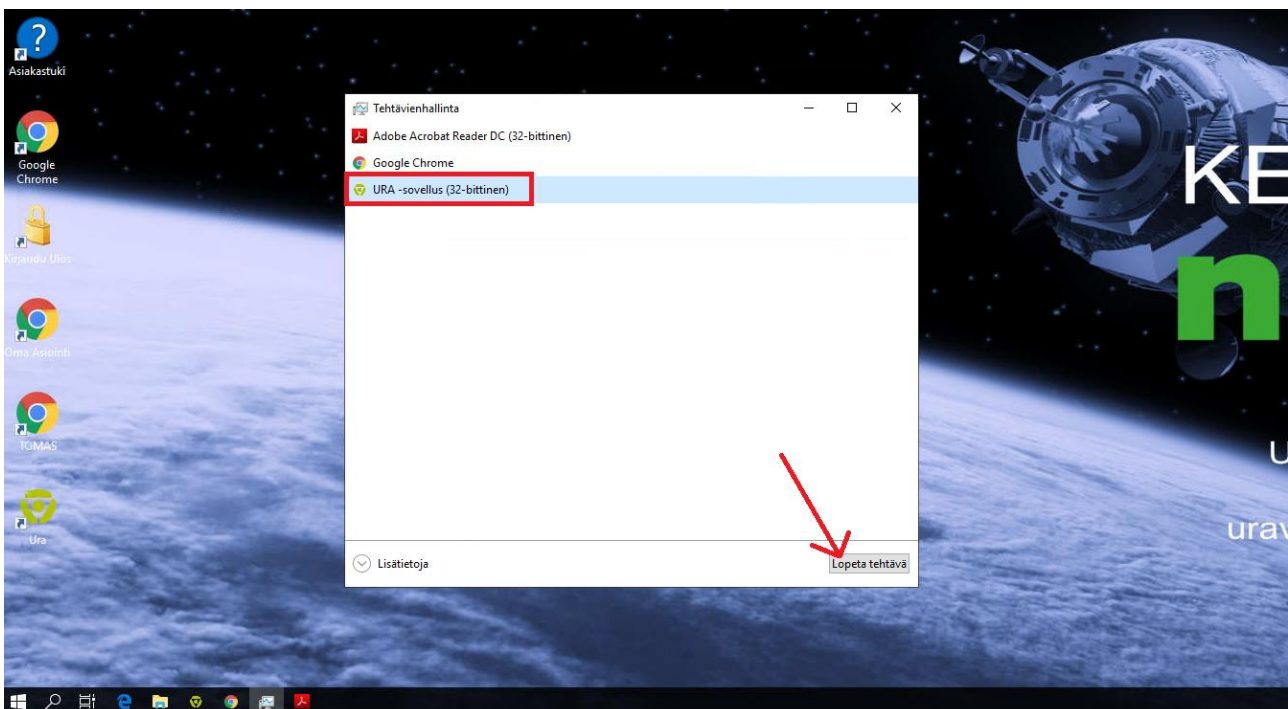 Asiakastuki
Google
Chrome
Kirjaudu Ulos
Oma Asiointi
TOMAS
Ura
Tehtävienhallinta
Adobe Acrobat Reader DC (32-bittinen)
Google Chrome
URA -sovellus (32-bittinen)
Lisätietoja
Lopeta tehtävä
KE
n
U
urav